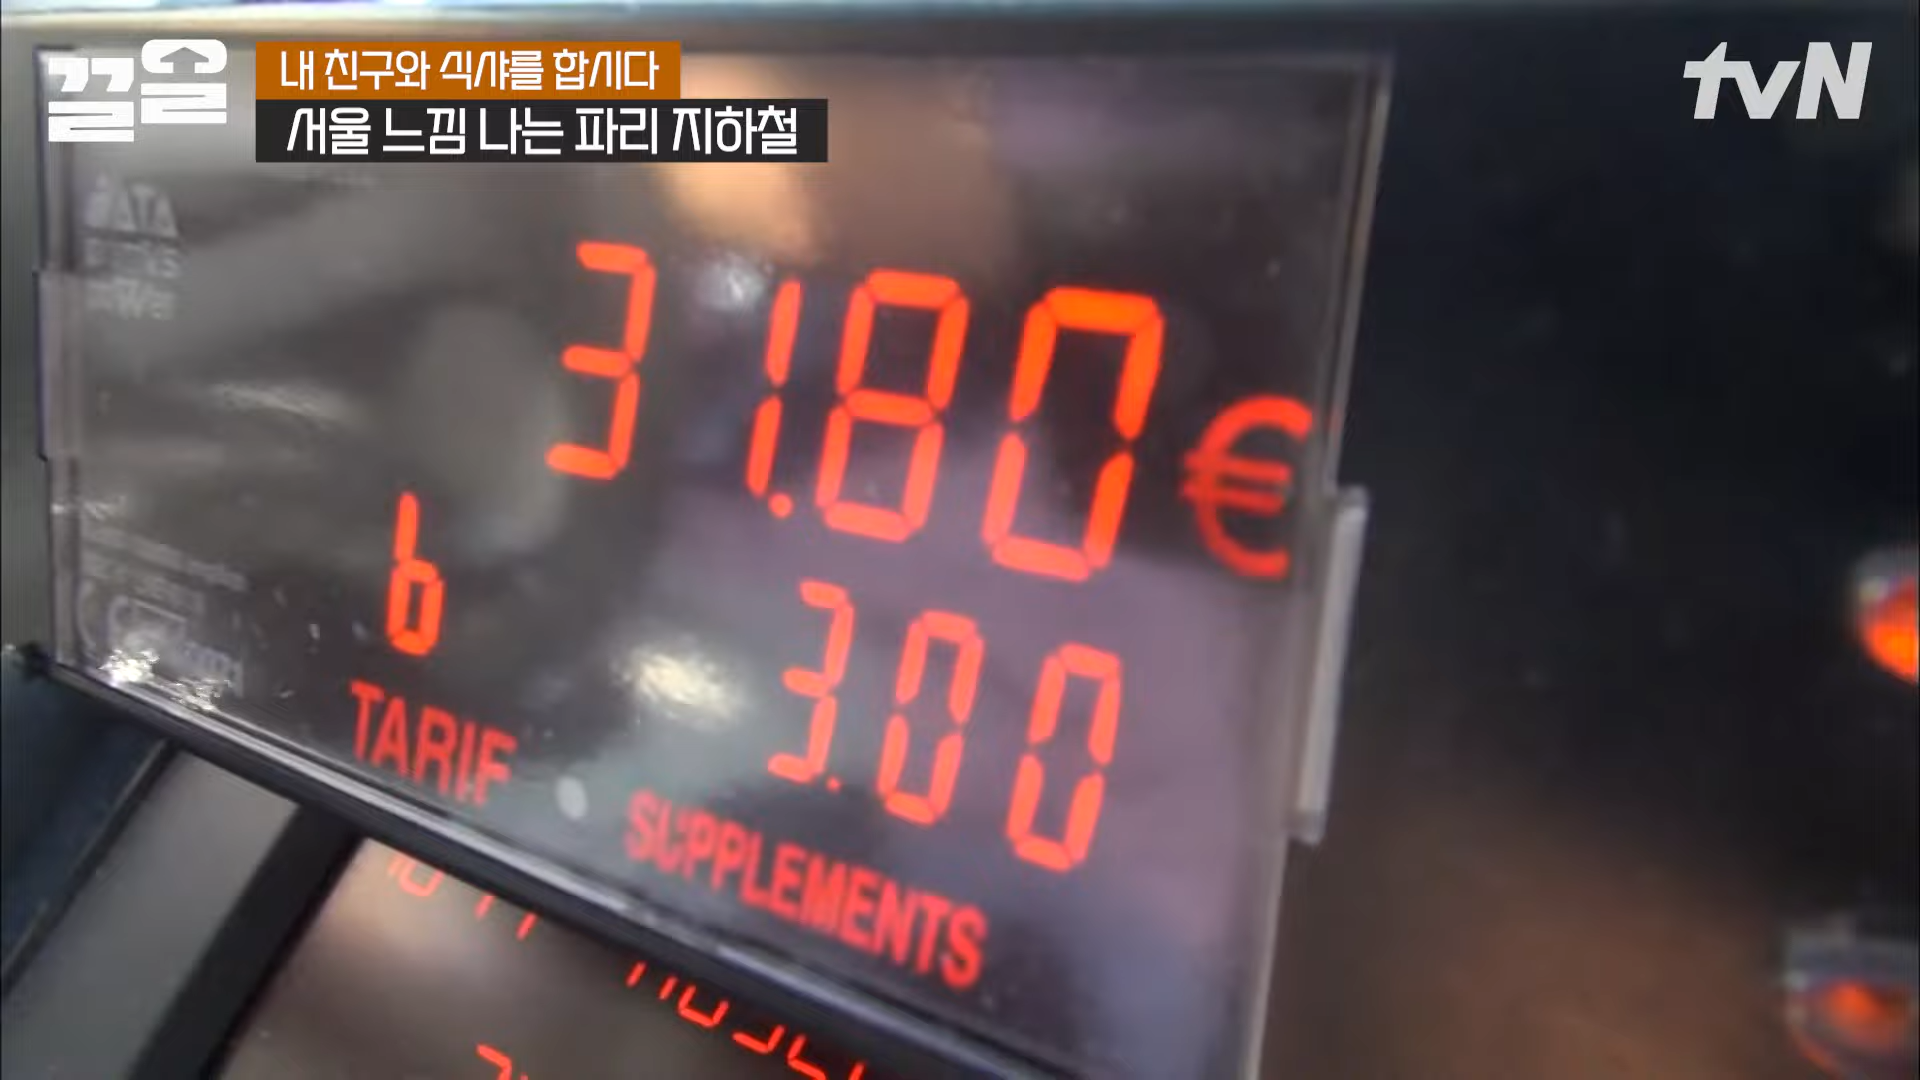 끌올
내 친구와 식샤를 합시다
서울 느낌 나는 파리 지하철
tvN
31.80 €
b 3.00
TARIF SUPPLEMENTS